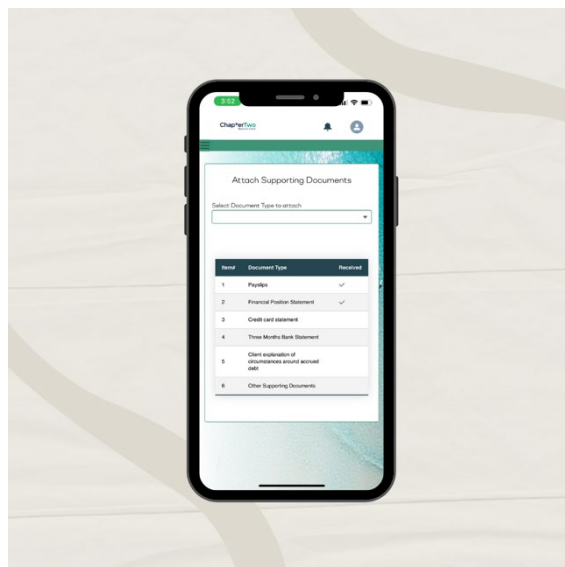 3:52
ChapterTwo
Attach Supporting Documents
Select Document Type to attach
Item# Document Type Received
1 Payslips
2 Financial Position Statement
3 Credit card statement
4 Three Months Bank Statement
5 Client explanation of
circumstances around accrued
debt
6 Other Supporting Documents